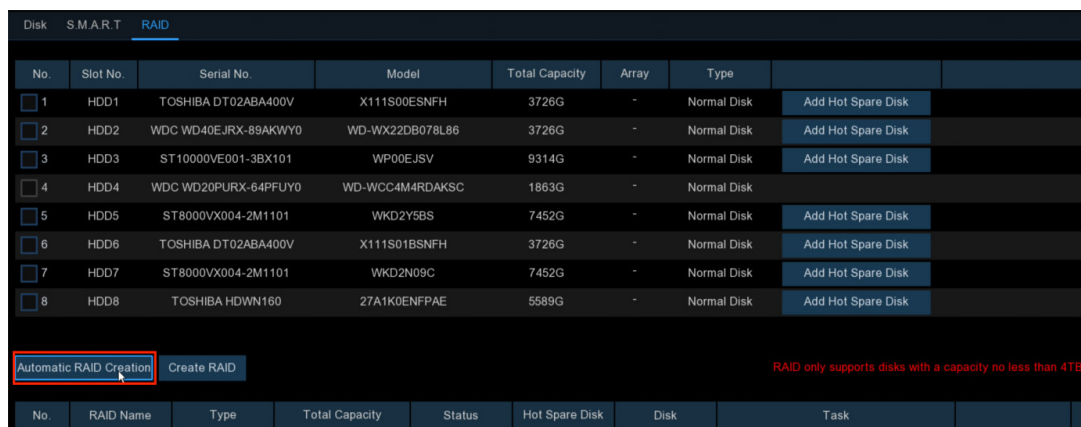 Disk S.M.A.R.T RAID
No. Slot No. Serial No. Model Total Capacity Array Type
1 HDD1 TOSHIBA DT02ABA400V X111S00ESNFH 3726G - Normal Disk Add Hot Spare Disk
2 HDD2 WDC WD40EJRX-89AKWY0 WD-WX22DB078L86 3726G - Normal Disk Add Hot Spare Disk
3 HDD3 ST10000VE001-3BX101 WP00EJSV 9314G - Normal Disk Add Hot Spare Disk
4 HDD4 WDC WD20PURX-64PFUY0 WD-WCC4M4RDAKSC 1863G - Normal Disk
5 HDD5 ST8000VX004-2M1101 WKD2Y5BS 7452G - Normal Disk Add Hot Spare Disk
6 HDD6 TOSHIBA DT02ABA400V X111S01BSNFH 3726G - Normal Disk Add Hot Spare Disk
7 HDD7 ST8000VX004-2M1101 WKD2N09C 7452G - Normal Disk Add Hot Spare Disk
8 HDD8 TOSHIBA HDWN160 27A1K0ENFPAE 5589G - Normal Disk Add Hot Spare Disk
Automatic RAID Creation Create RAID RAID only supports disks with a capacity no less than 4TB
No. RAID Name Type Total Capacity Status Hot Spare Disk Disk Task